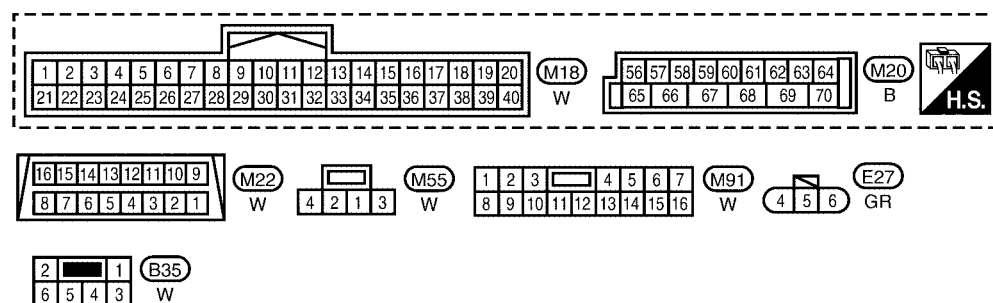 1 2 3 4 5 6 7 8 9 10 11 12 13 14 15 16 17 18 19 20
21 22 23 24 25 26 27 28 29 30 31 32 33 34 35 36 37 38 39 40
M18
W
56 57 58 59 60 61 62 63 64
65 66 67 68 69 70
M20
B
H.S.
16 15 14 13 12 11 10 9
8 7 6 5 4 3 2 1
M22
W
4 2 1 3
M55
W
1 2 3 4 5 6 7
8 9 10 11 12 13 14 15 16
M91
W
4 5 6
E27
GR
2 1
6 5 4 3
B35
W